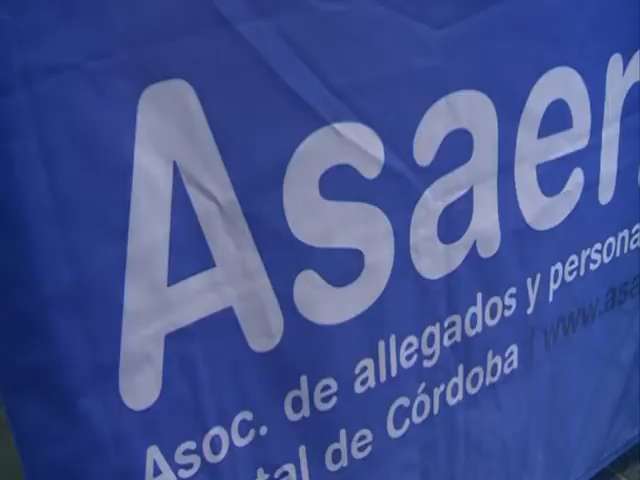 Asaen
Asoc. de allegados y persona
tal de Córdoba | www.asa